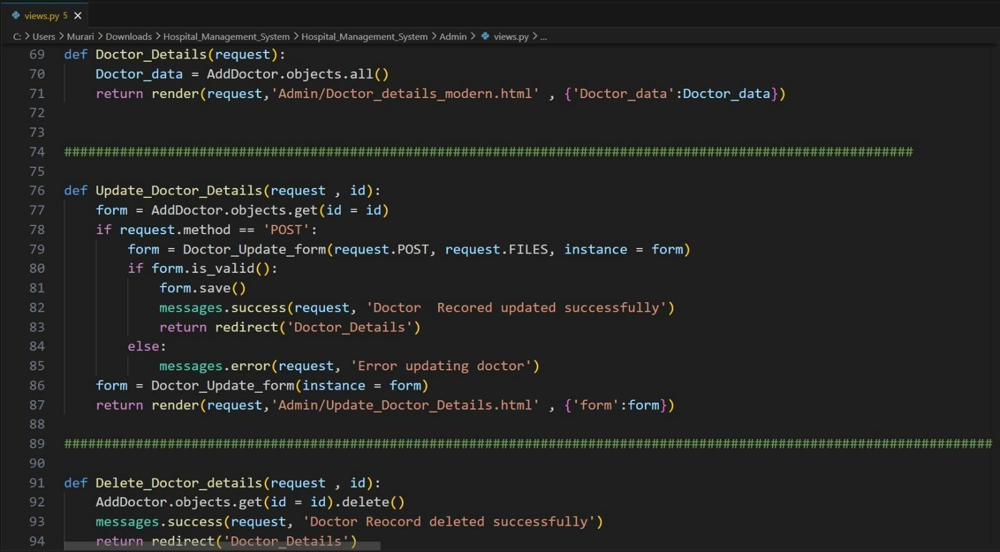 views.py 5 ×
C: > Users > Murari > Downloads > Hospital_Management_System > Hospital_Management_System > Admin > views.py > ...
69 def Doctor_Details(request):
70     Doctor_data = AddDoctor.objects.all()
71     return render(request,'Admin/Doctor_details_modern.html' , {'Doctor_data':Doctor_data})
72
73
74 ###########################################################################################################
75
76 def Update_Doctor_Details(request , id):
77     form = AddDoctor.objects.get(id = id)
78     if request.method == 'POST':
79         form = Doctor_Update_form(request.POST, request.FILES, instance = form)
80         if form.is_valid():
81             form.save()
82             messages.success(request, 'Doctor  Recored updated successfully')
83             return redirect('Doctor_Details')
84         else:
85             messages.error(request, 'Error updating doctor')
86     form = Doctor_Update_form(instance = form)
87     return render(request,'Admin/Update_Doctor_Details.html' , {'form':form})
88
89 #####################################################################################################################
90
91 def Delete_Doctor_details(request , id):
92     AddDoctor.objects.get(id = id).delete()
93     messages.success(request, 'Doctor Reocord deleted successfully')
94     return redirect('Doctor_Details')